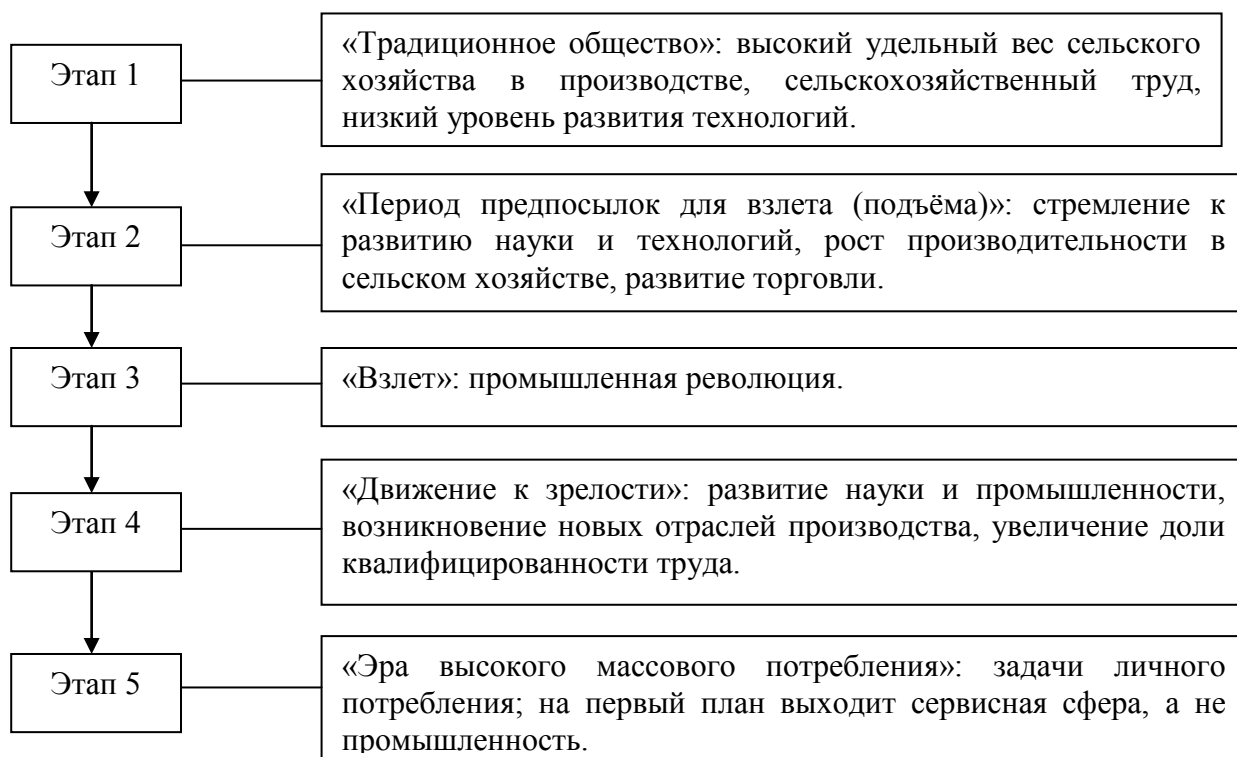 Этап 1
«Традиционное общество»: высокий удельный вес сельского
хозяйства в производстве, сельскохозяйственный труд,
низкий уровень развития технологий.
Этап 2
«Период предпосылок для взлета (подъёма)»: стремление к
развитию науки и технологий, рост производительности в
сельском хозяйстве, развитие торговли.
Этап 3
«Взлет»: промышленная революция.
Этап 4
«Движение к зрелости»: развитие науки и промышленности,
возникновение новых отраслей производства, увеличение доли
квалифицированности труда.
Этап 5
«Эра высокого массового потребления»: задачи личного
потребления; на первый план выходит сервисная сфера, а не
промышленность.